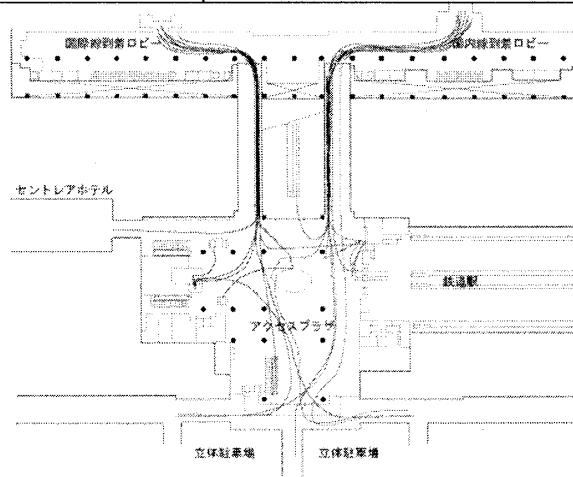 国際線到着ロビー
国内線到着ロビー
セントレアホテル
鉄道駅
アクセスプラザ
立体駐車場
立体駐車場